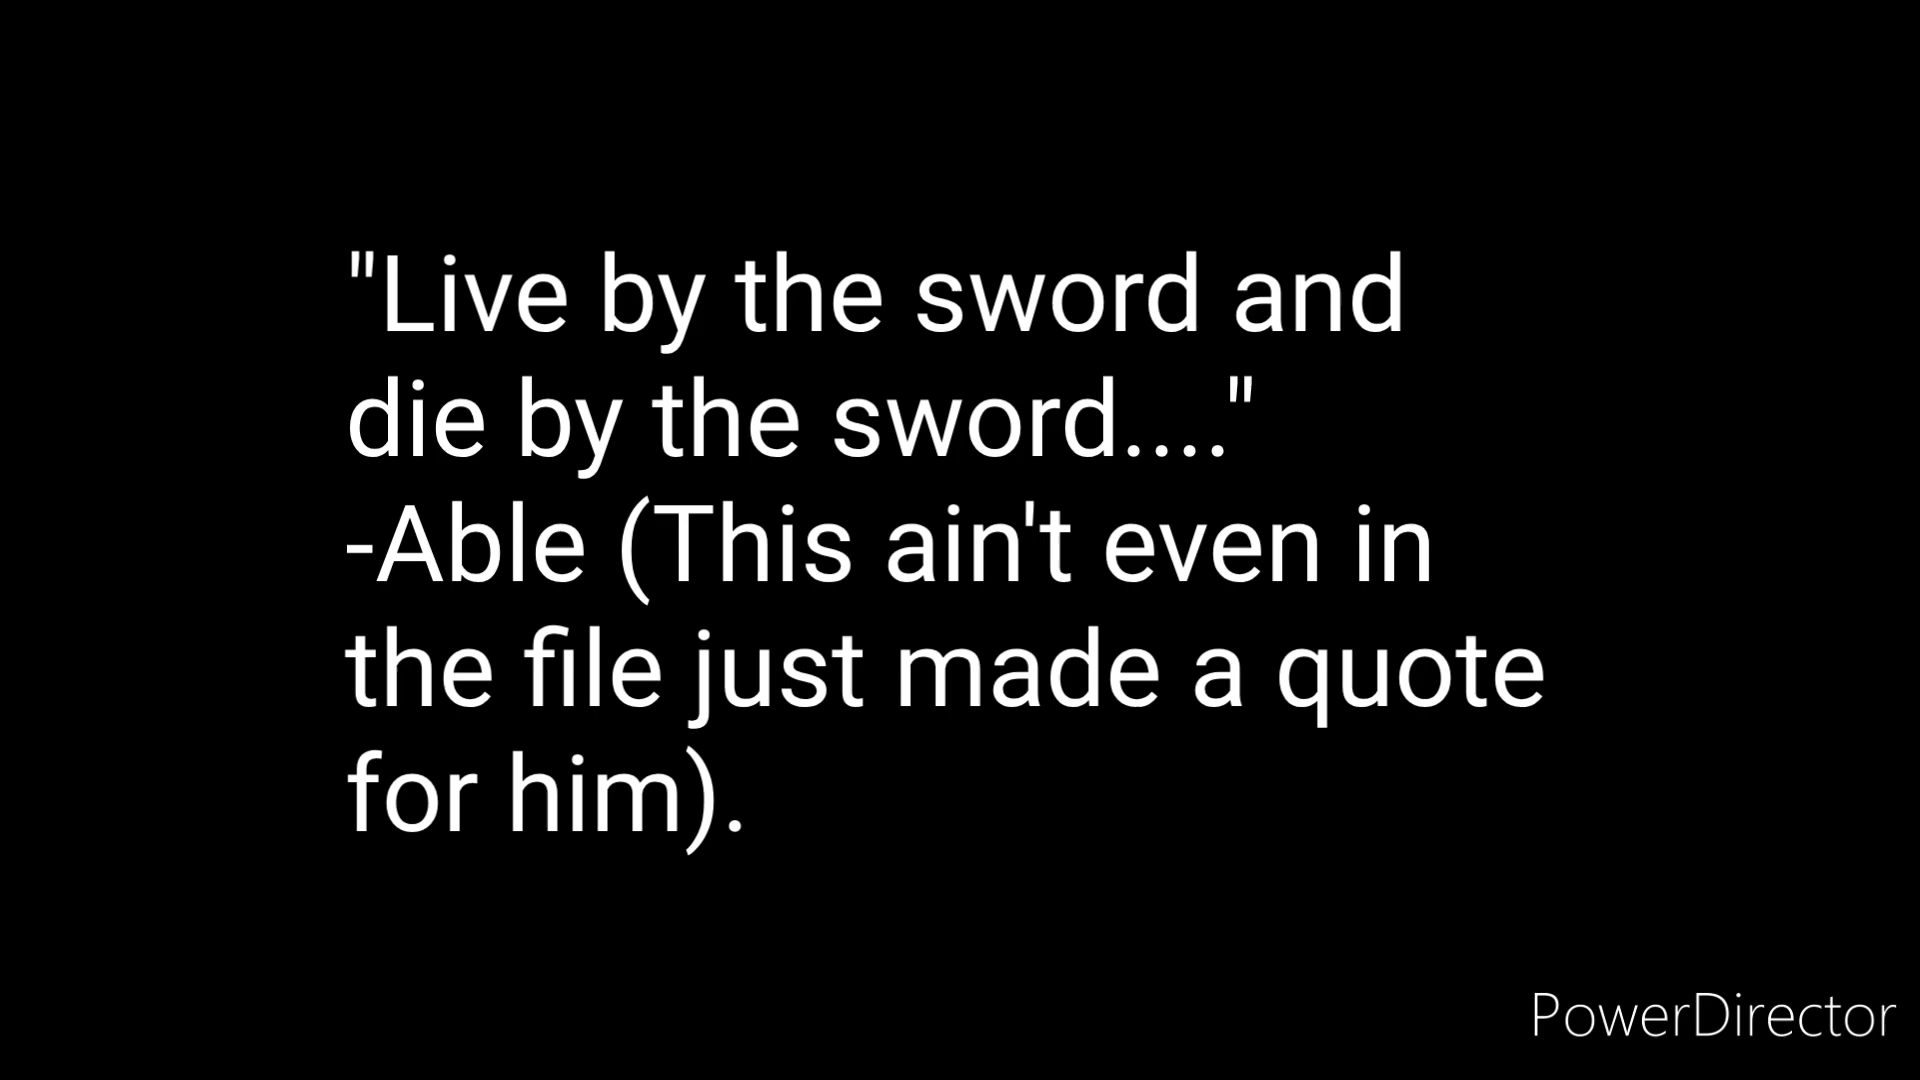 "Live by the sword and
die by the sword...."
-Able (This ain't even in
the file just made a quote
for him).
PowerDirector